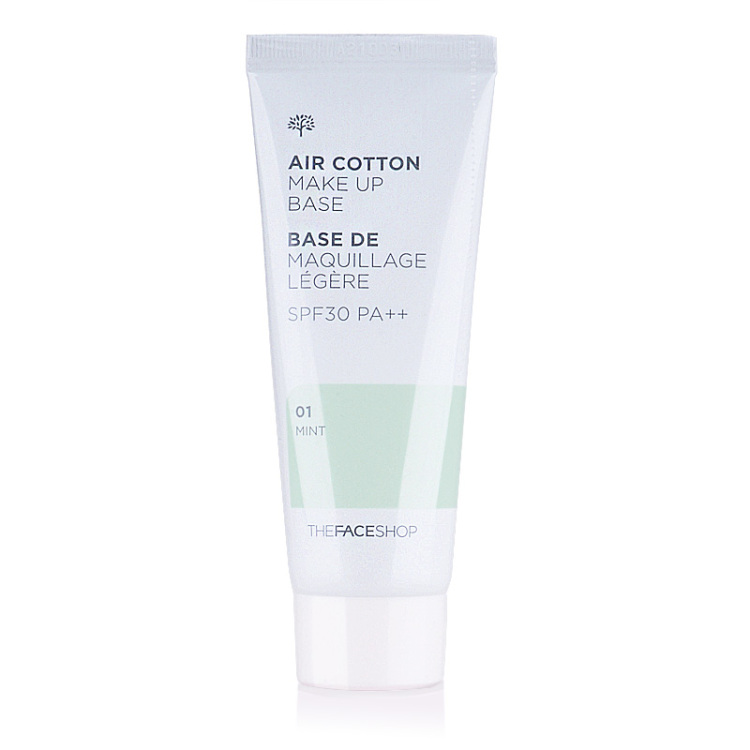 AIR COTTON
MAKE UP
BASE
BASE DE
MAQUILLAGE
LÉGÈRE
SPF30 PA++
01
MINT
THEFACESHOP